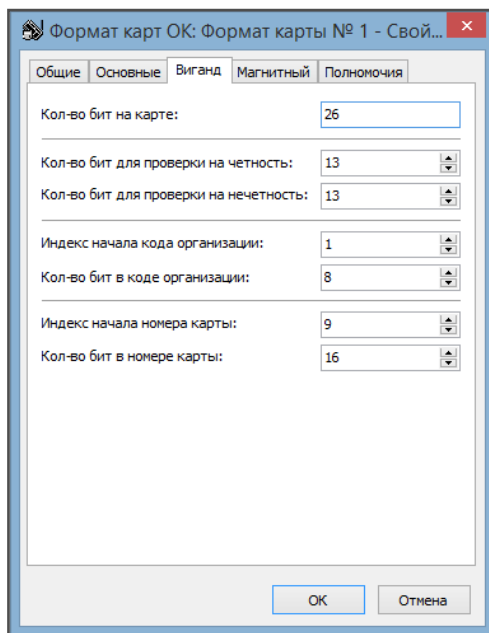 Формат карт ОК: Формат карты № 1 - Свой...
Общие Основные Виганд Магнитный Полномочия
Кол-во бит на карте: 26
Кол-во бит для проверки на четность: 13
Кол-во бит для проверки на нечетность: 13
Индекс начала кода организации: 1
Кол-во бит в коде организации: 8
Индекс начала номера карты: 9
Кол-во бит в номере карты: 16
ОК Отмена